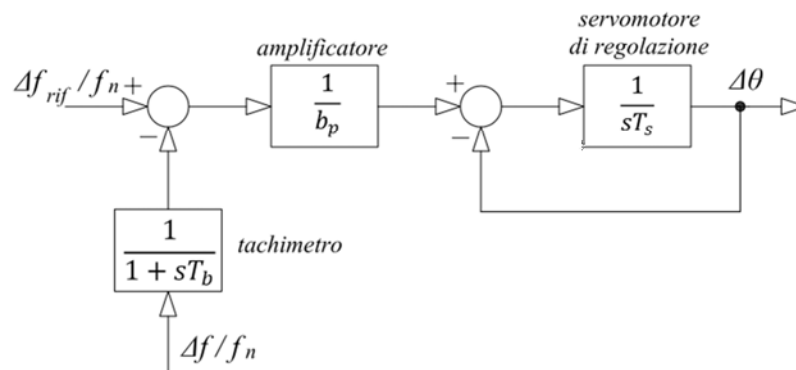 servomotore
di regolazione
amplificatore
Δf_rif/f_n
+
−
1
b_p
+
−
1
sT_s
Δθ
1
1 + sT_b
tachimetro
Δf/f_n